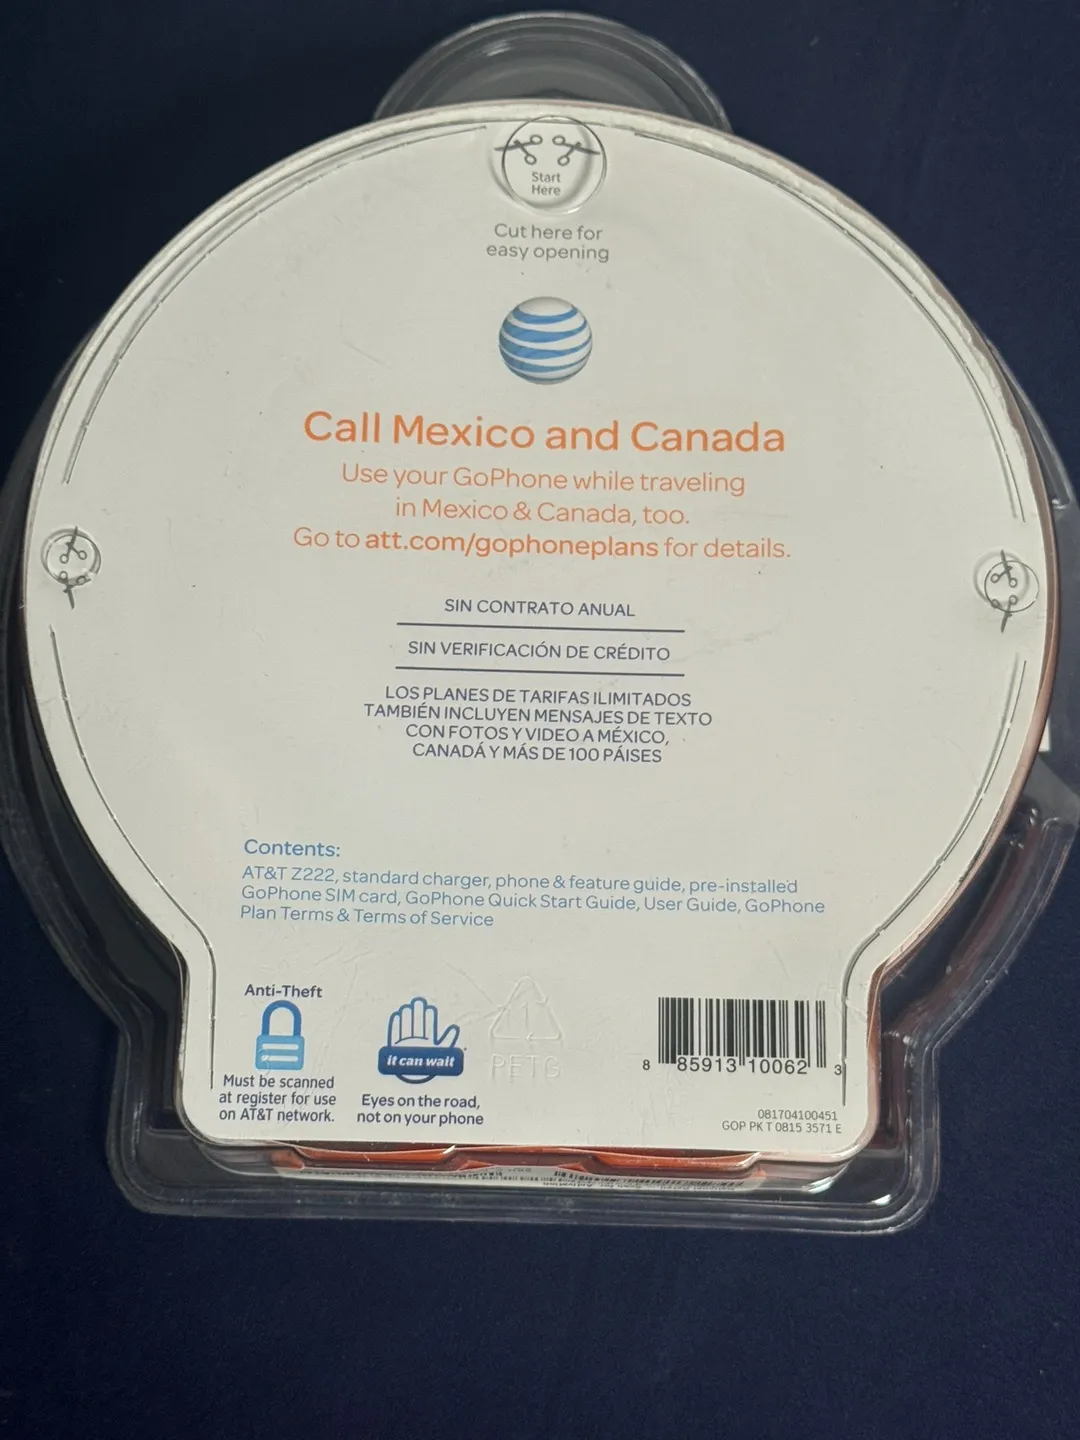 Start
Here
Cut here for
easy opening
Call Mexico and Canada
Use your GoPhone while traveling
in Mexico & Canada, too.
Go to att.com/gophoneplans for details.
SIN CONTRATO ANUAL
SIN VERIFICACIÓN DE CRÉDITO
LOS PLANES DE TARIFAS ILIMITADOS
TAMBIÉN INCLUYEN MENSAJES DE TEXTO
CON FOTOS Y VIDEO A MÉXICO,
CANADÁ Y MÁS DE 100 PÁISES
Contents:
AT&T Z222, standard charger, phone & feature guide, pre-installed
GoPhone SIM card, GoPhone Quick Start Guide, User Guide, GoPhone
Plan Terms & Terms of Service
Anti-Theft
Must be scanned
at register for use
on AT&T network.
it can wait
Eyes on the road,
not on your phone
1
PETG
8 85913 10062 3
081704100451
GOP PK T 0815 3571 E